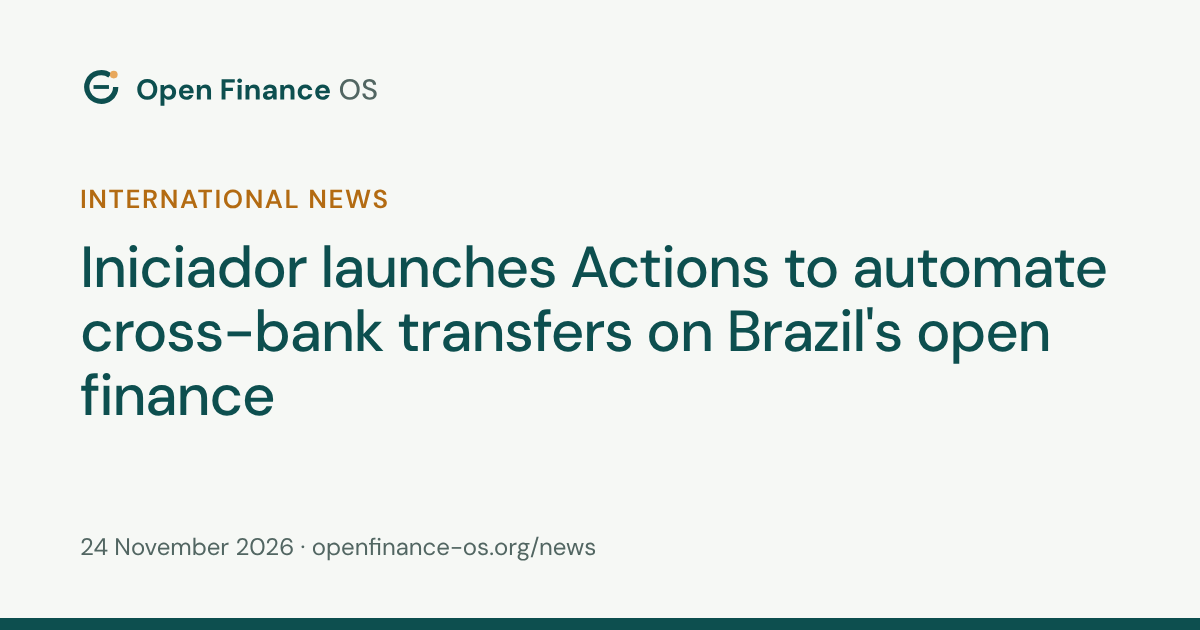 Open Finance OS
INTERNATIONAL NEWS
Iniciador launches Actions to automate
cross-bank transfers on Brazil's open
finance
24 November 2026 · openfinance-os.org/news